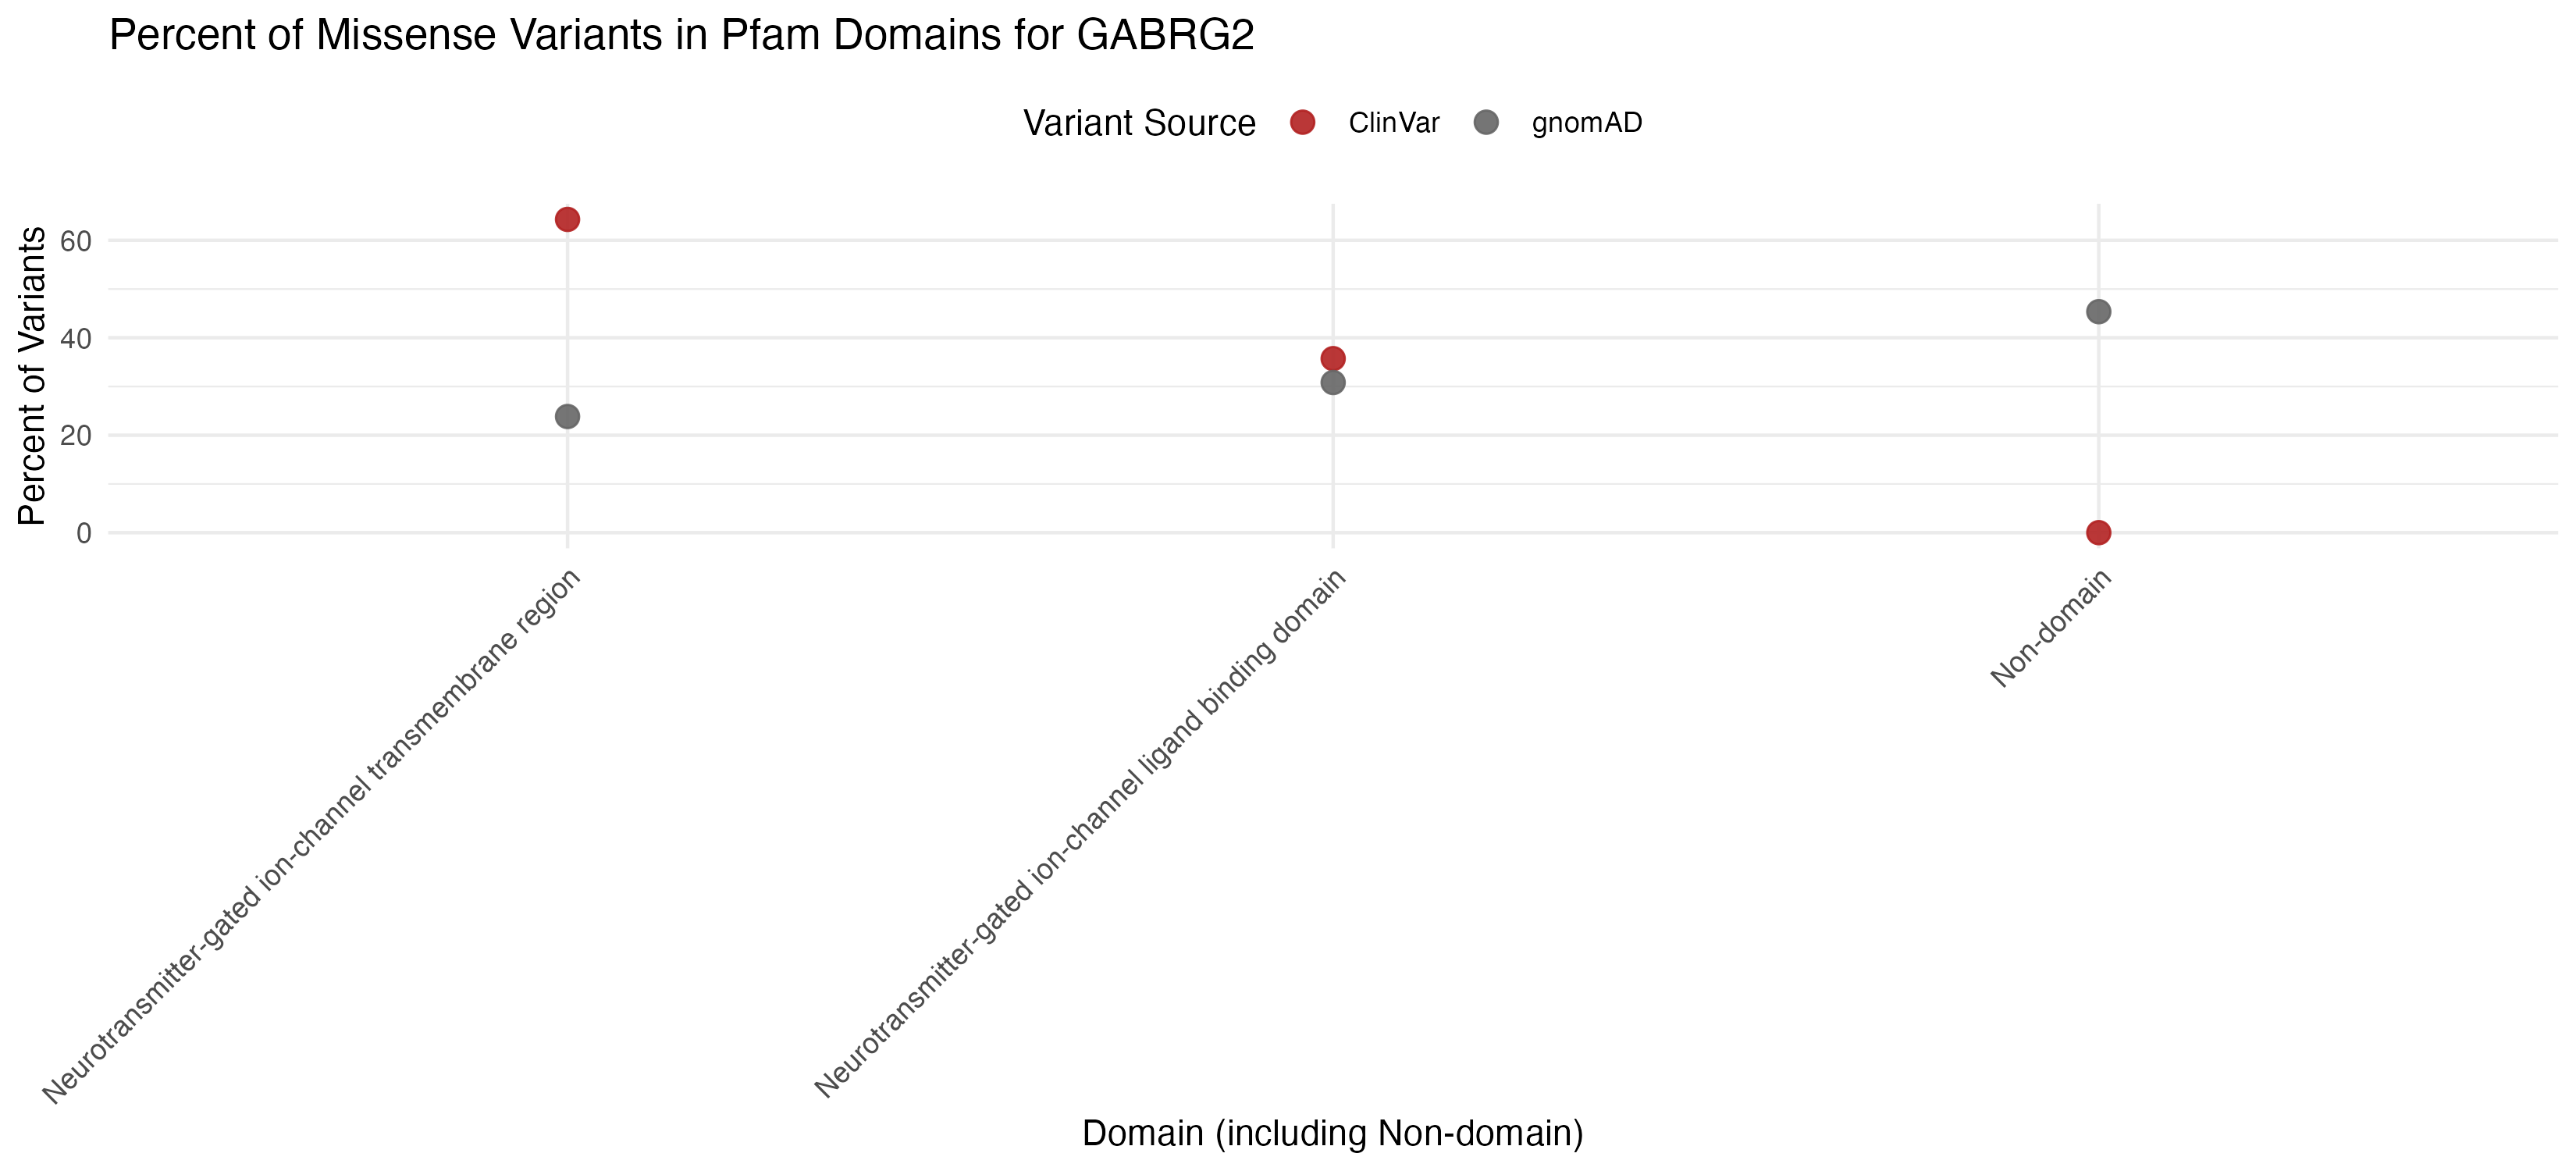 Percent of Missense Variants in Pfam Domains for GABRG2
Variant Source ClinVar gnomAD
Percent of Variants
60
40
20
0
Neurotransmitter-gated ion-channel transmembrane region
Neurotransmitter-gated ion-channel ligand binding domain
Non-domain
Domain (including Non-domain)